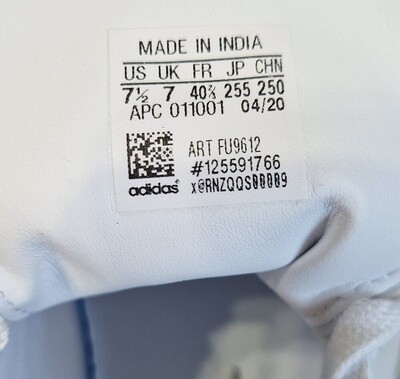 MADE IN INDIA
US UK FR JP CHN
7½ 7 40⅔ 255 250
APC 011001 04/20
ART FU9612
#125591766
adidas x@RNZQQS00009